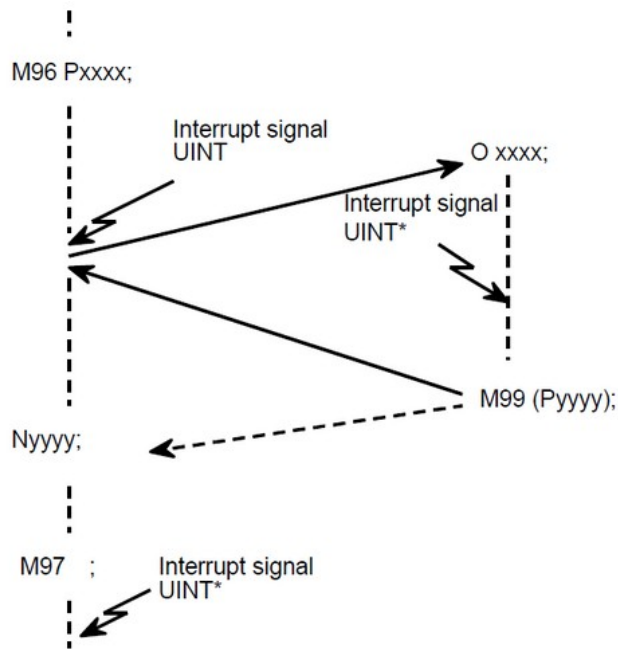 M96 Pxxxx;
Interrupt signal
UINT
O xxxx;
Interrupt signal
UINT*
M99 (Pyyyy);
Nyyyy;
M97 ;
Interrupt signal
UINT*